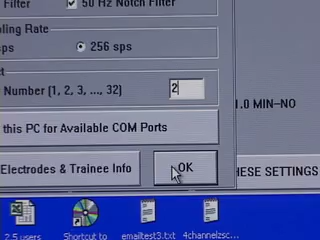 Filter 50 Hz Notch Filter
pling Rate
sps 256 sps
ct
Number (1, 2, 3, ..., 32) 2
1.0 MIN--NO
this PC for Available COM Ports
Electrodes & Trainee Info OK
HESE SETTINGS
2.5 users Shortcut to emailtest3.txt 4channelzsc...